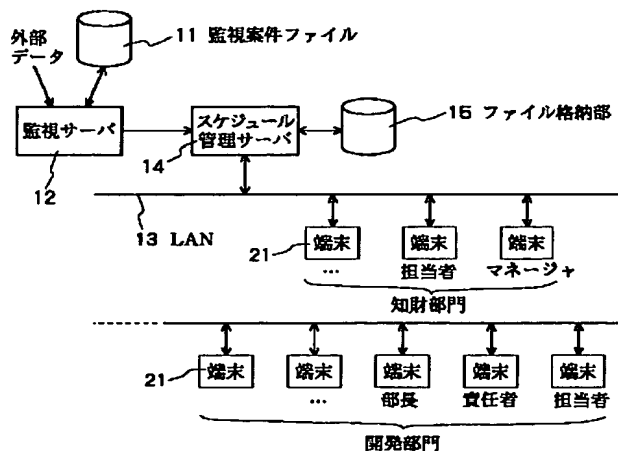 外部
データ
11 監視案件ファイル
監視サーバ
12
スケジュール
管理サーバ
14
15 ファイル格納部
13 LAN
21
端末
端末
端末
...
担当者
マネージャ
知財部門
21
端末
端末
端末
端末
端末
...
部長
責任者
担当者
開発部門